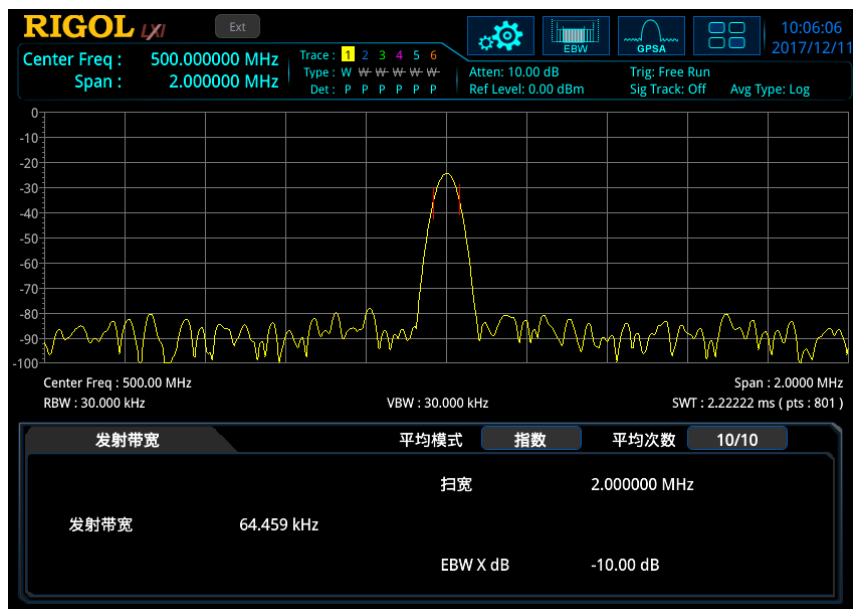 RIGOL LXI Ext 10:06:06
EBW GPSA 2017/12/11
Center Freq : 500.000000 MHz
Span : 2.000000 MHz
Trace : 1 2 3 4 5 6
Type : W W W W W W
Det : P P P P P P
Atten: 10.00 dB
Ref Level: 0.00 dBm
Trig: Free Run
Sig Track: Off Avg Type: Log
0
-10
-20
-30
-40
-50
-60
-70
-80
-90
-100
Center Freq : 500.00 MHz Span : 2.0000 MHz
RBW : 30.000 kHz VBW : 30.000 kHz SWT : 2.22222 ms ( pts : 801 )
发射带宽 平均模式 指数 平均次数 10/10
扫宽 2.000000 MHz
发射带宽 64.459 kHz
EBW X dB -10.00 dB